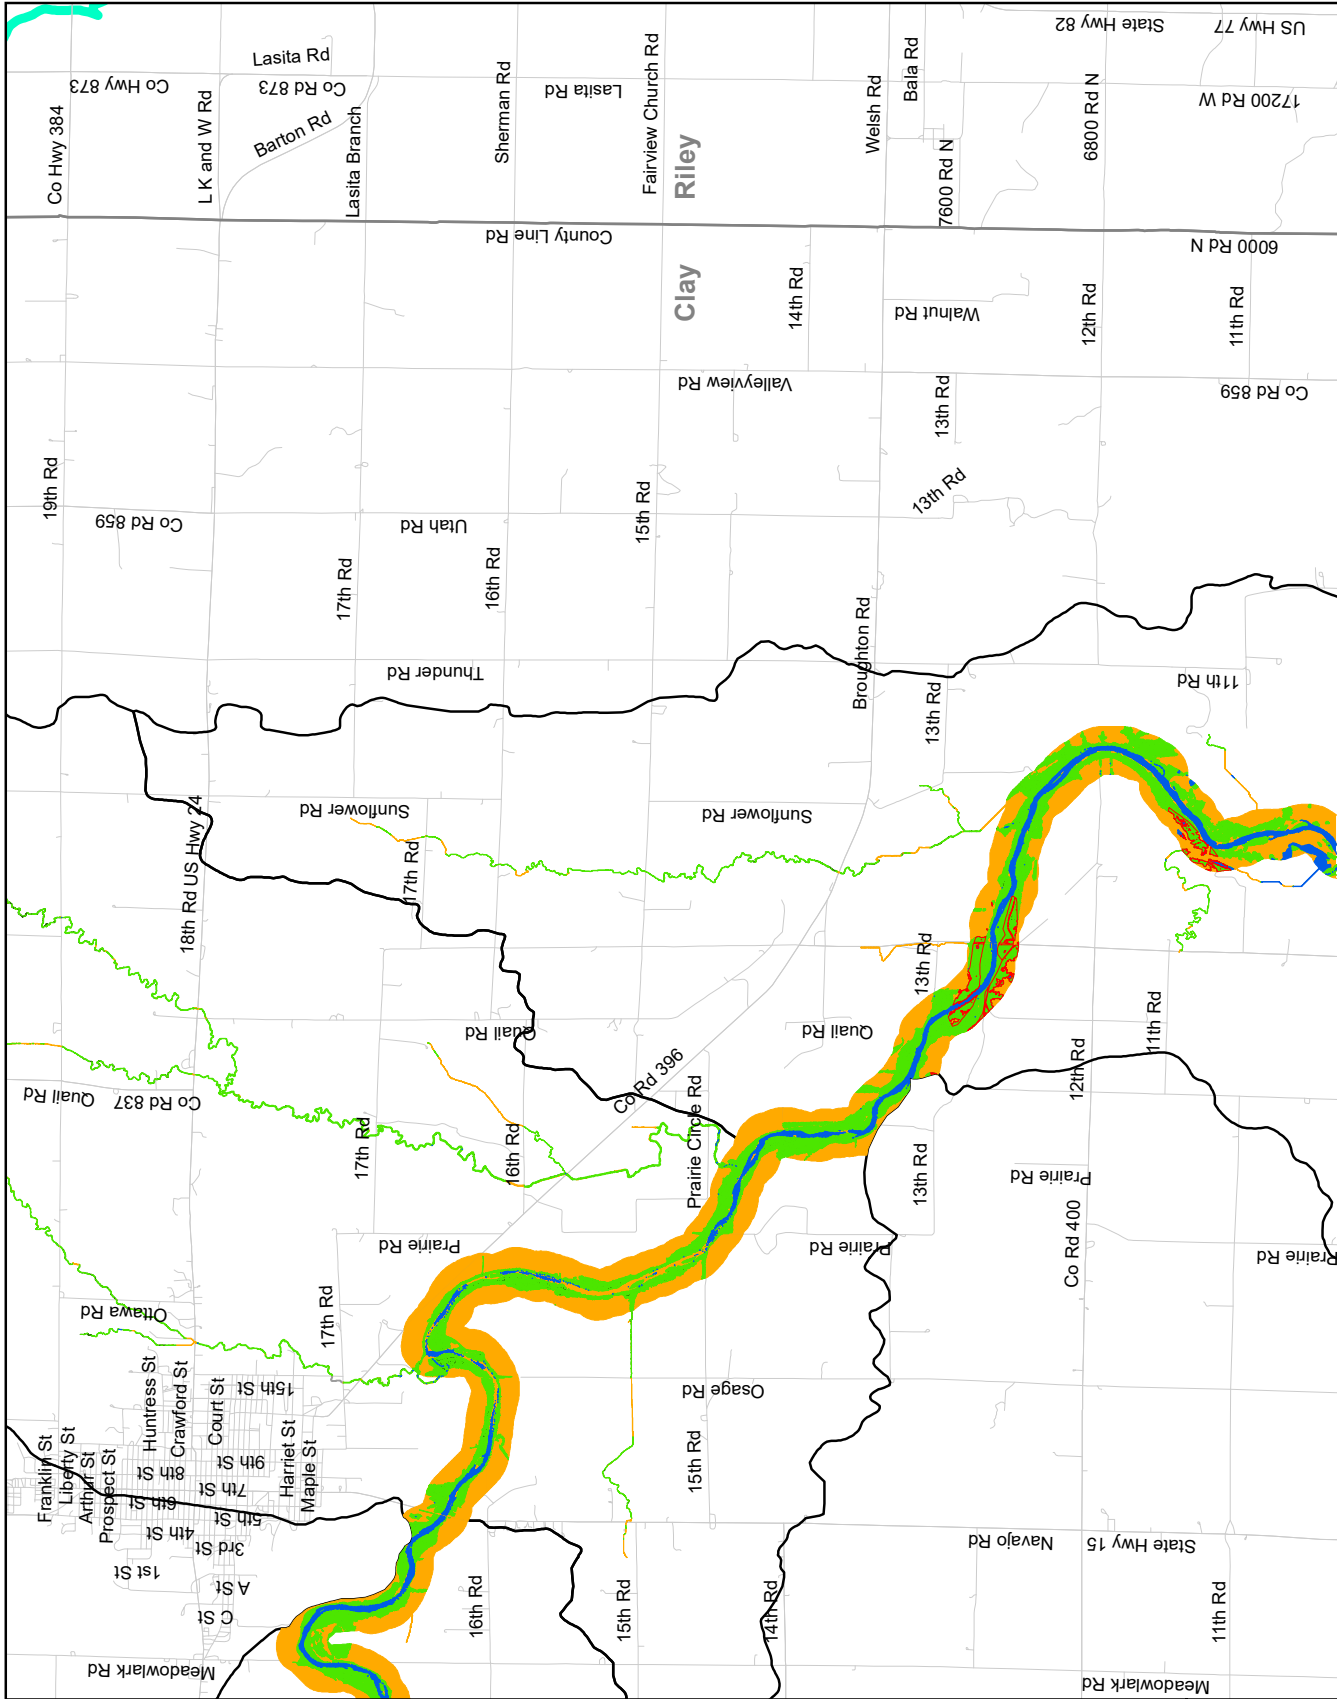 State Hwy 82
US Hwy 77
Lasita Rd
Co Hwy 873
Co Rd 873
Lasita Rd
17200 Rd W
Co Hwy 384
L K and W Rd
Barton Rd
Lasita Branch
Sherman Rd
Fairview Church Rd
Welsh Rd
Bala Rd
7600 Rd N
6800 Rd N
Riley
County Line Rd
6000 Rd N
Clay
14th Rd
Walnut Rd
12th Rd
11th Rd
Valleyview Rd
13th Rd
Co Rd 859
19th Rd
Co Rd 859
Utah Rd
15th Rd
13th Rd
17th Rd
16th Rd
Broughton Rd
Thunder Rd
13th Rd
11th Rd
Sunflower Rd
Sunflower Rd
18th Rd US Hwy 24
17th Rd
13th Rd
Quail Rd
Quail Rd
11th Rd
12th Rd
Quail Rd
Co Rd 837
Co Rd 396
Prairie Circle Rd
17th Rd
16th Rd
13th Rd
Prairie Rd
Prairie Rd
Prairie Rd
Co Rd 400
Prairie Rd
Ottawa Rd
17th Rd
15th St
Huntress St
Crawford St
Court St
Osage Rd
Franklin St
Liberty St
Arthur St
Prospect St
Harriet St
Maple St
9th St
8th St
7th St
6th St
5th St
4th St
3rd St
1st St
A St
C St
15th Rd
Navajo Rd
State Hwy 15
16th Rd
15th Rd
14th Rd
11th Rd
Meadowlark Rd
Meadowlark Rd